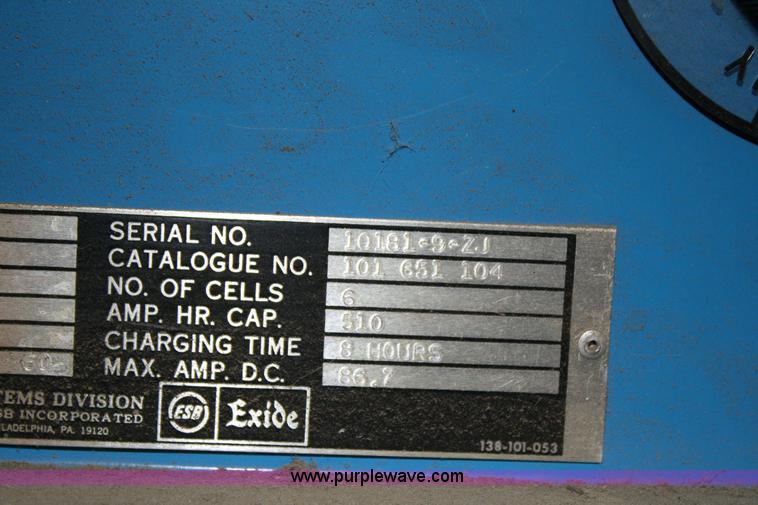 SERIAL NO. 10181-9-ZJ
CATALOGUE NO. 101 651 104
NO. OF CELLS 6
AMP. HR. CAP. 510
CHARGING TIME 8 HOURS
60 MAX. AMP. D.C. 86.7
TEMS DIVISION
SB INCORPORATED
LADELPHIA, PA. 19120
ESB Exide
138-101-053
www.purplewave.com